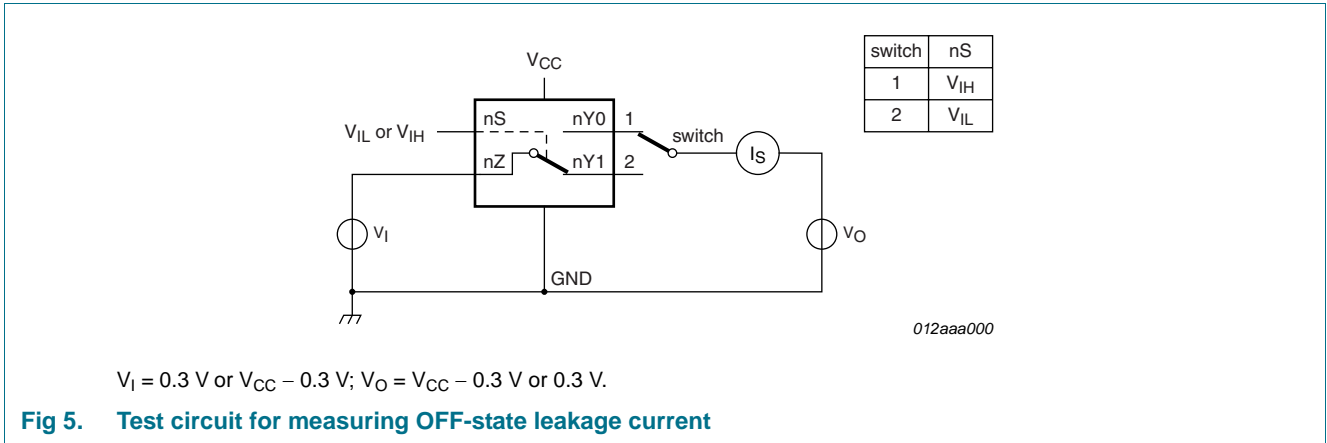 VCC
switch nS
1 VIH
2 VIL
VIL or VIH
nS
nY0
1
switch
IS
nZ
nY1
2
VI
VO
GND
012aaa000
VI = 0.3 V or VCC − 0.3 V; VO = VCC − 0.3 V or 0.3 V.
Fig 5. Test circuit for measuring OFF-state leakage current